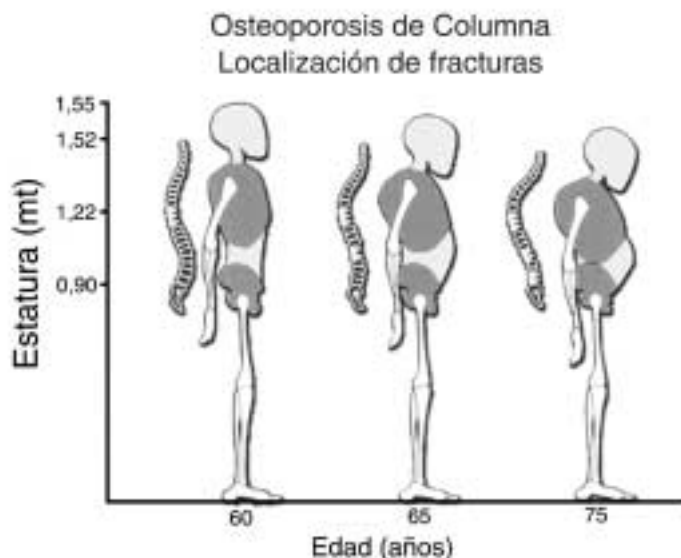 Osteoporosis de Columna
Localización de fracturas
Estatura (mt)
1,55
1,52
1,22
0,90
60
65
75
Edad (años)